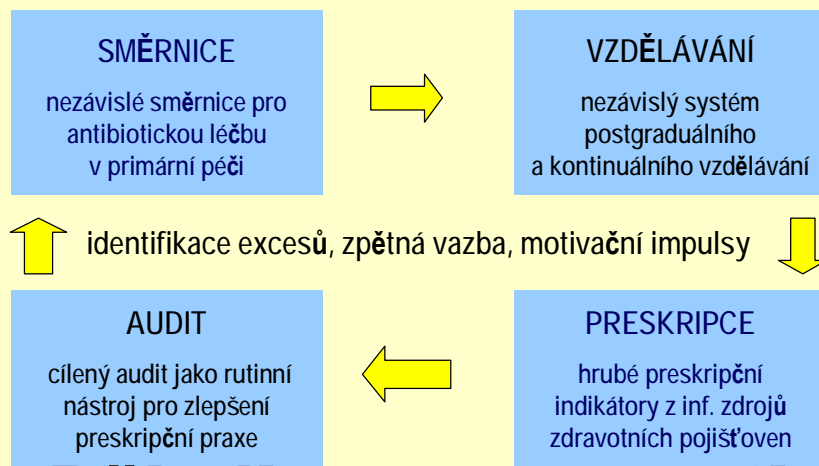 SMĚRNICE
nezávislé směrnice pro
antibiotickou léčbu
v primární péči
VZDĚLÁVÁNÍ
nezávislý systém
postgraduálního
a kontinuálního vzdělávání
identifikace excesů, zpětná vazba, motivační impulsy
AUDIT
cílený audit jako rutinní
nástroj pro zlepšení
preskripční praxe
PRESKRIPCE
hrubé preskripční
indikátory z inf. zdrojů
zdravotních pojišťoven